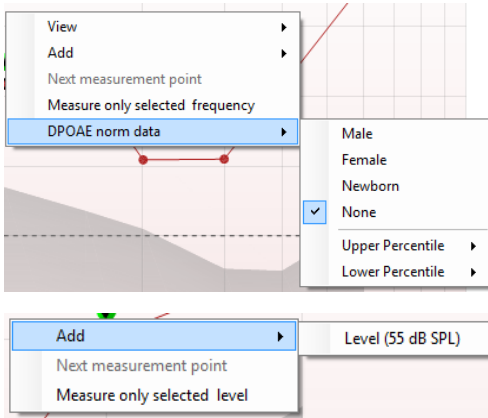 View
Add
Next measurement point
Measure only selected frequency
DPOAE norm data
Male
Female
Newborn
None
Upper Percentile
Lower Percentile
Add
Level (55 dB SPL)
Next measurement point
Measure only selected level